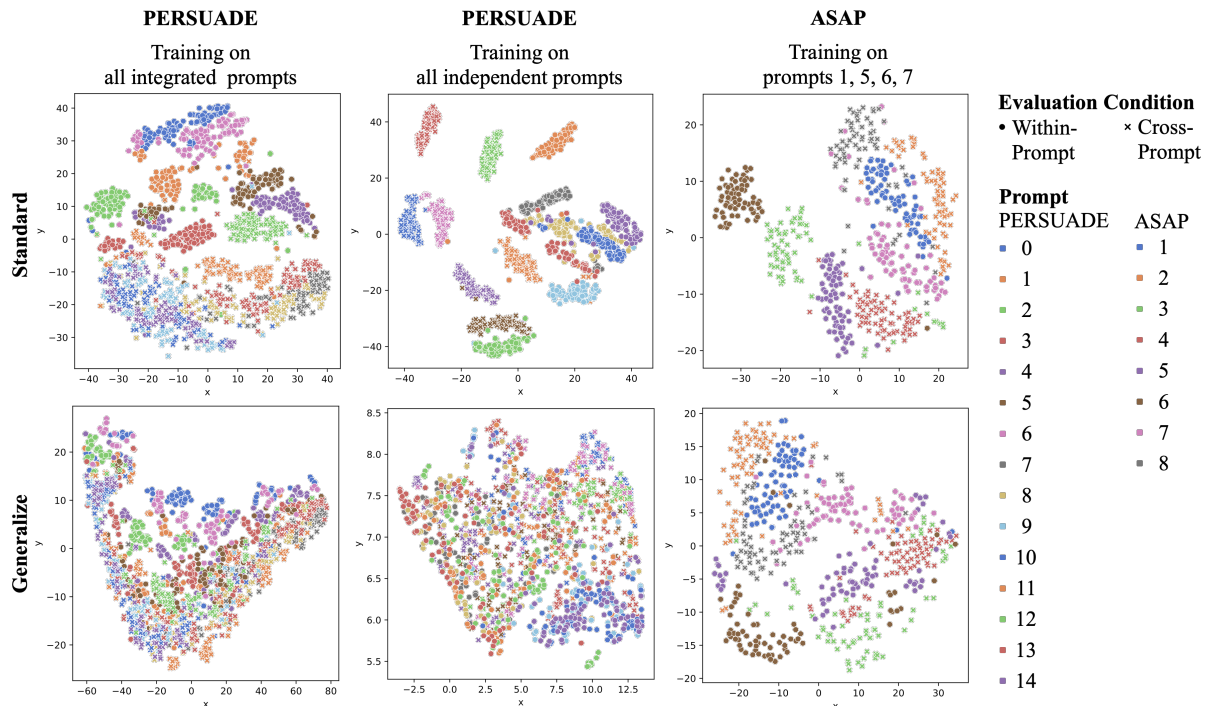 PERSUADE
Training on
all integrated prompts
PERSUADE
Training on
all independent prompts
ASAP
Training on
prompts 1, 5, 6, 7
Standard
y
40
30
20
10
0
−10
−20
−30
−40 −30 −20 −10 0 10 20 30 40
x
y
40
20
0
−20
−40
−40 −20 0 20 40
x
y
20
10
0
−10
−20
−30 −20 −10 0 10 20
x
Generalize
y
20
10
0
−10
−20
−60 −40 −20 0 20 40 60 80
x
y
8.5
8.0
7.5
7.0
6.5
6.0
5.5
−2.5 0.0 2.5 5.0 7.5 10.0 12.5
x
y
20
15
10
5
0
−5
−10
−15
−20
−20 −10 0 10 20 30
x
Evaluation Condition
Within-
Prompt
Cross-
Prompt
Prompt
PERSUADE ASAP
0 1
1 2
2 3
3 4
4 5
5 6
6 7
7 8
8
9
10
11
12
13
14